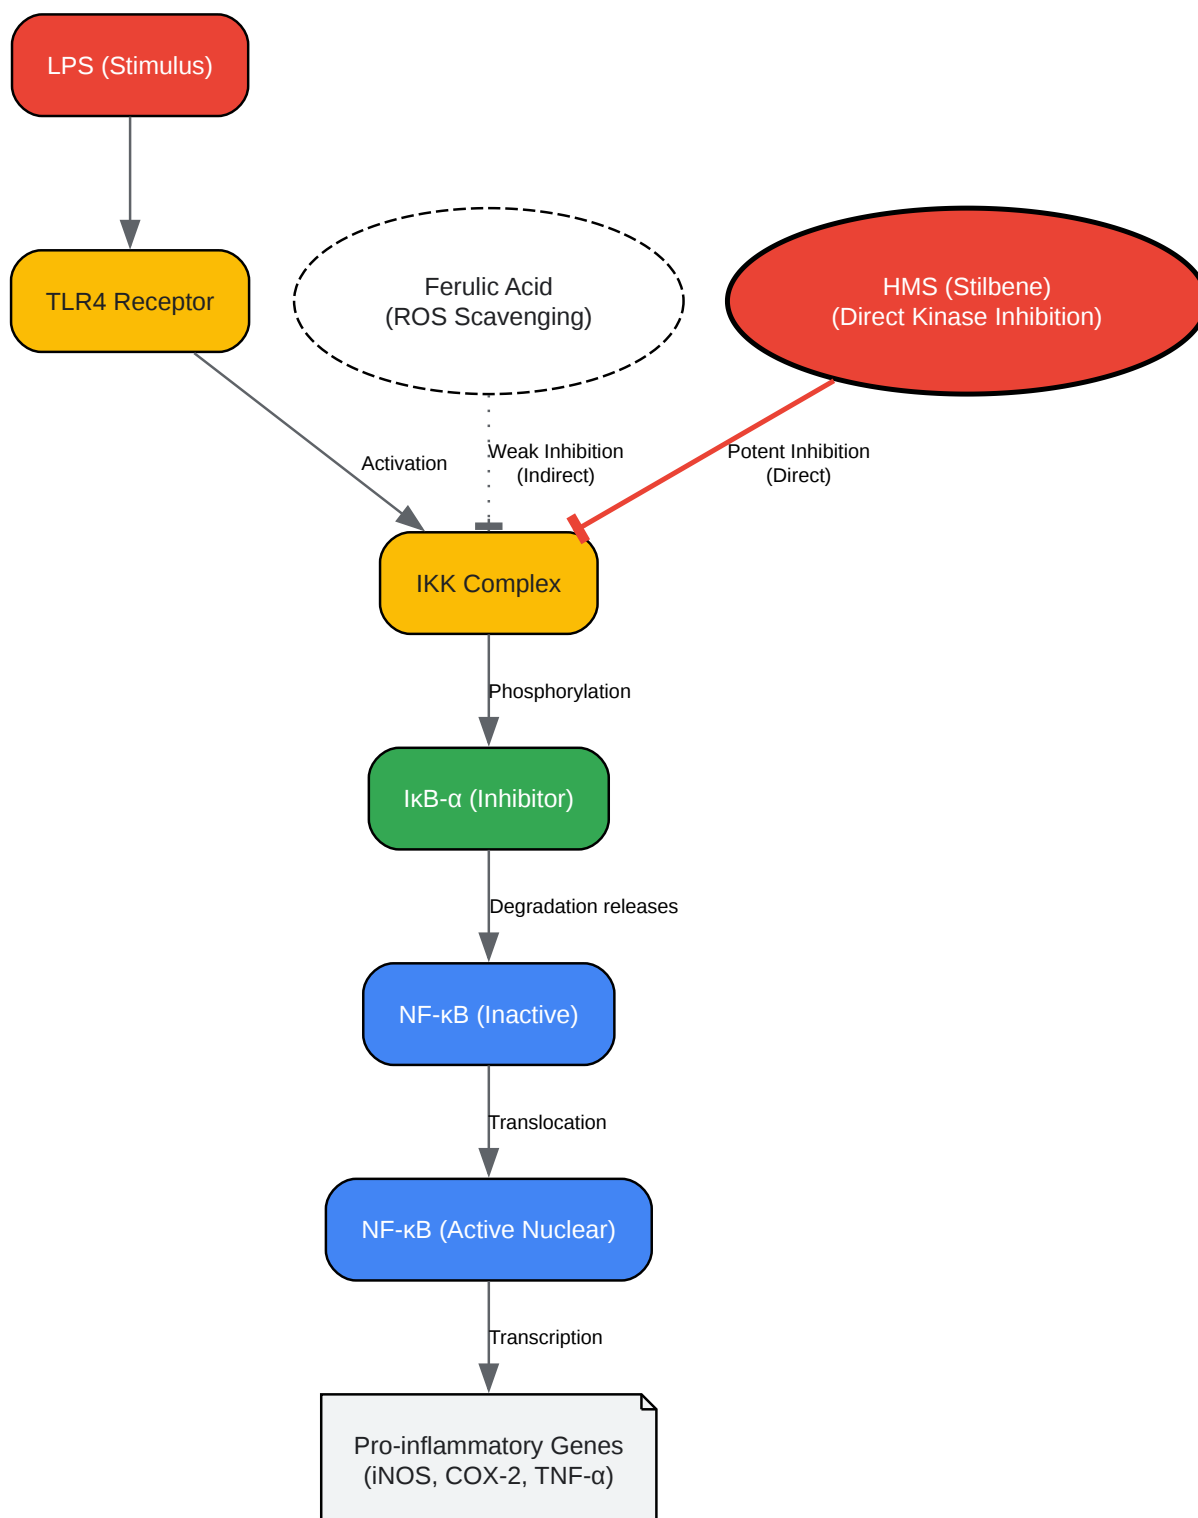 LPS (Stimulus)
TLR4 Receptor
Ferulic Acid
(ROS Scavenging)
HMS (Stilbene)
(Direct Kinase Inhibition)
Activation
Weak Inhibition
(Indirect)
Potent Inhibition
(Direct)
IKK Complex
Phosphorylation
IκB-α (Inhibitor)
Degradation releases
NF-κB (Inactive)
Translocation
NF-κB (Active Nuclear)
Transcription
Pro-inflammatory Genes
(iNOS, COX-2, TNF-α)